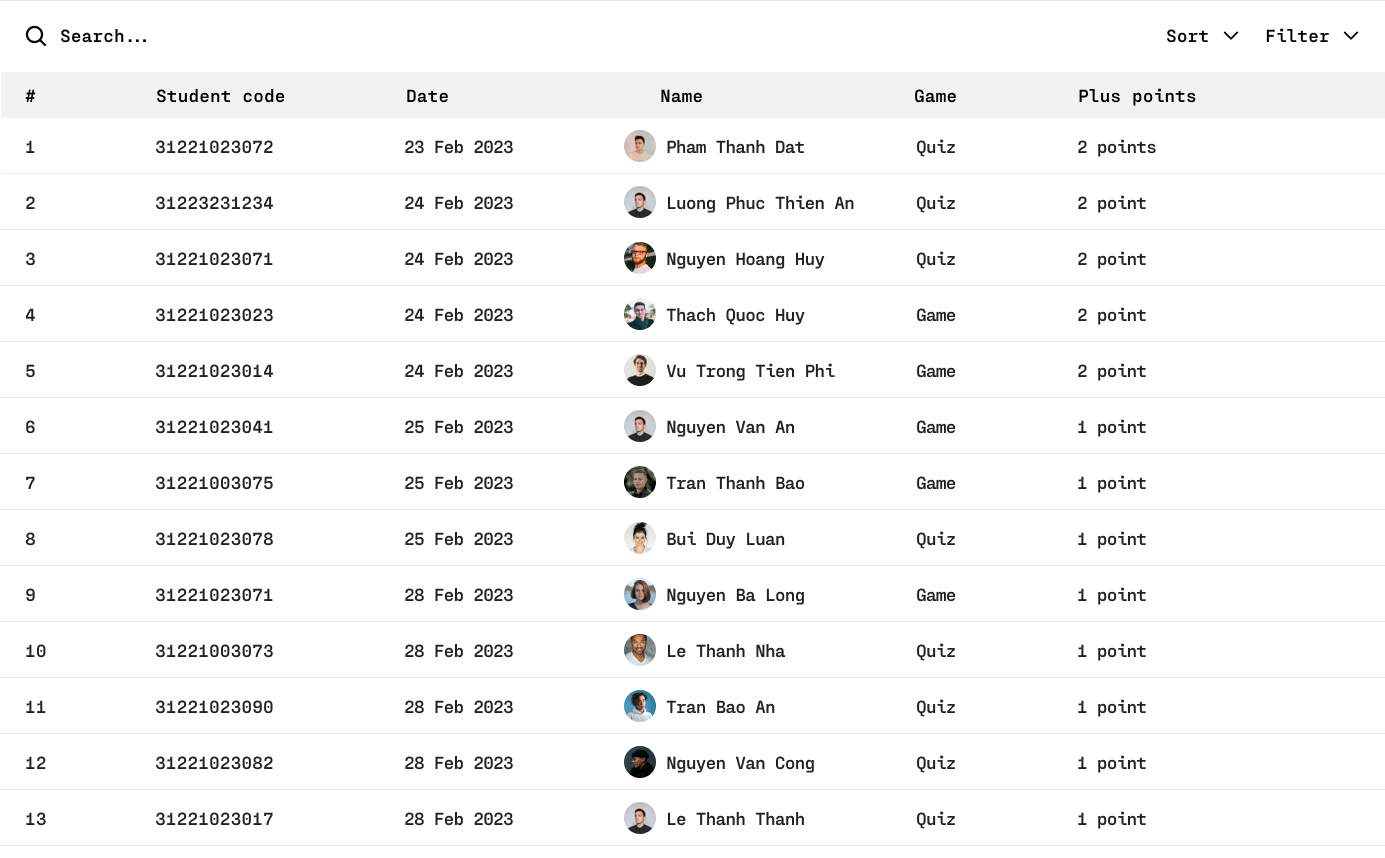 Search... Sort Filter
# Student code Date Name Game Plus points
1 31221023072 23 Feb 2023 Pham Thanh Dat Quiz 2 points
2 31223231234 24 Feb 2023 Luong Phuc Thien An Quiz 2 point
3 31221023071 24 Feb 2023 Nguyen Hoang Huy Quiz 2 point
4 31221023023 24 Feb 2023 Thach Quoc Huy Game 2 point
5 31221023014 24 Feb 2023 Vu Trong Tien Phi Game 2 point
6 31221023041 25 Feb 2023 Nguyen Van An Game 1 point
7 31221003075 25 Feb 2023 Tran Thanh Bao Game 1 point
8 31221023078 25 Feb 2023 Bui Duy Luan Quiz 1 point
9 31221023071 28 Feb 2023 Nguyen Ba Long Game 1 point
10 31221003073 28 Feb 2023 Le Thanh Nha Quiz 1 point
11 31221023090 28 Feb 2023 Tran Bao An Quiz 1 point
12 31221023082 28 Feb 2023 Nguyen Van Cong Quiz 1 point
13 31221023017 28 Feb 2023 Le Thanh Thanh Quiz 1 point